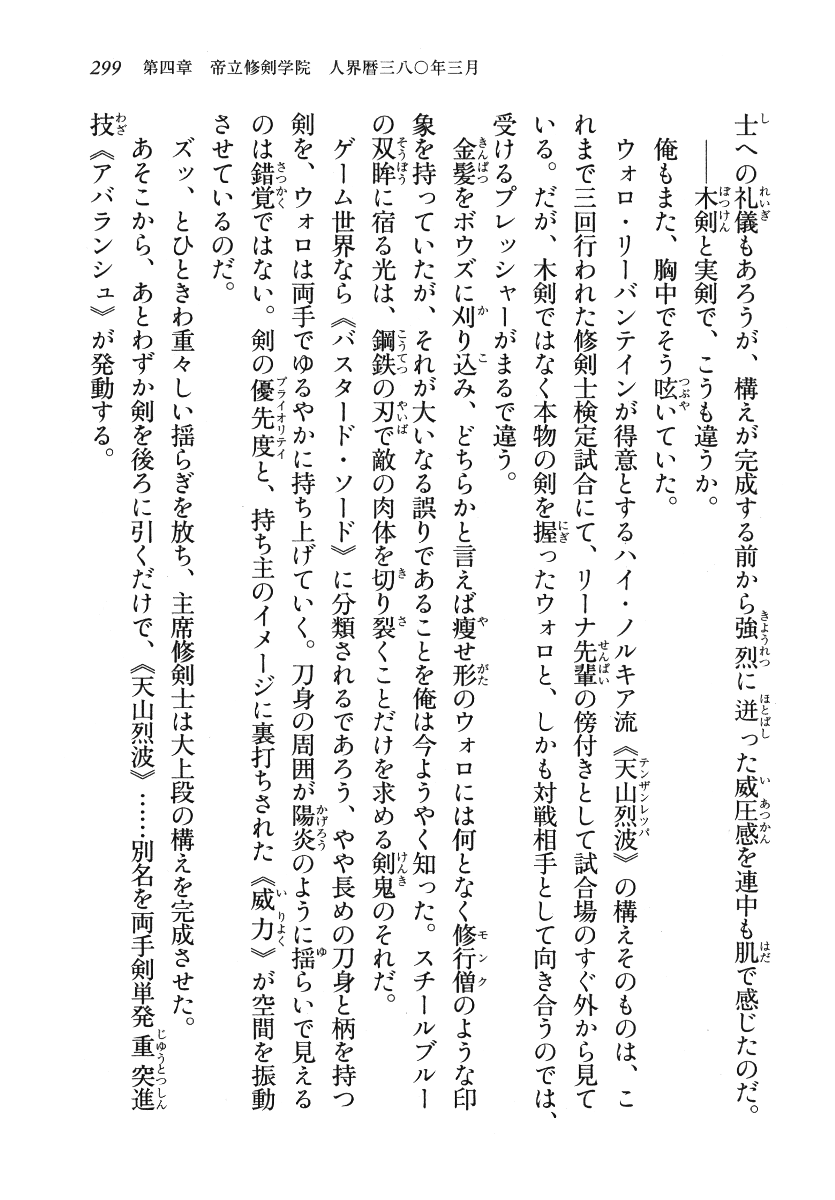 299　第四章　帝立修剣学院　人界暦三八〇年三月
士への礼儀もあろうが、構えが完成する前から強烈に迸った威圧感を連中も肌で感じたのだ。
――木剣と実剣で、こうも違うか。
俺もまた、胸中でそう呟いていた。
ウォロ・リーバンテインが得意とするハイ・ノルキア流《天山烈波》の構えそのものは、こ
れまで三回行われた修剣士検定試合にて、リーナ先輩の傍付きとして試合場のすぐ外から見て
いる。だが、木剣ではなく本物の剣を握ったウォロと、しかも対戦相手として向き合うのでは、
受けるプレッシャーがまるで違う。
金髪をボウズに刈り込み、どちらかと言えば痩せ形のウォロには何となく修行僧のような印
象を持っていたが、それが大いなる誤りであることを俺は今ようやく知った。スチールブルー
の双眸に宿る光は、鋼鉄の刃で敵の肉体を切り裂くことだけを求める剣鬼のそれだ。
ゲーム世界なら《バスタード・ソード》に分類されるであろう、やや長めの刀身と柄を持つ
剣を、ウォロは両手でゆるやかに持ち上げていく。刀身の周囲が陽炎のように揺らいで見える
のは錯覚ではない。剣の優先度と、持ち主のイメージに裏打ちされた《威力》が空間を振動
させているのだ。
ズッ、とひときわ重々しい揺らぎを放ち、主席修剣士は大上段の構えを完成させた。
あそこから、あとわずか剣を後ろに引くだけで、《天山烈波》……別名を両手剣単発重突進
技《アバランシュ》が発動する。